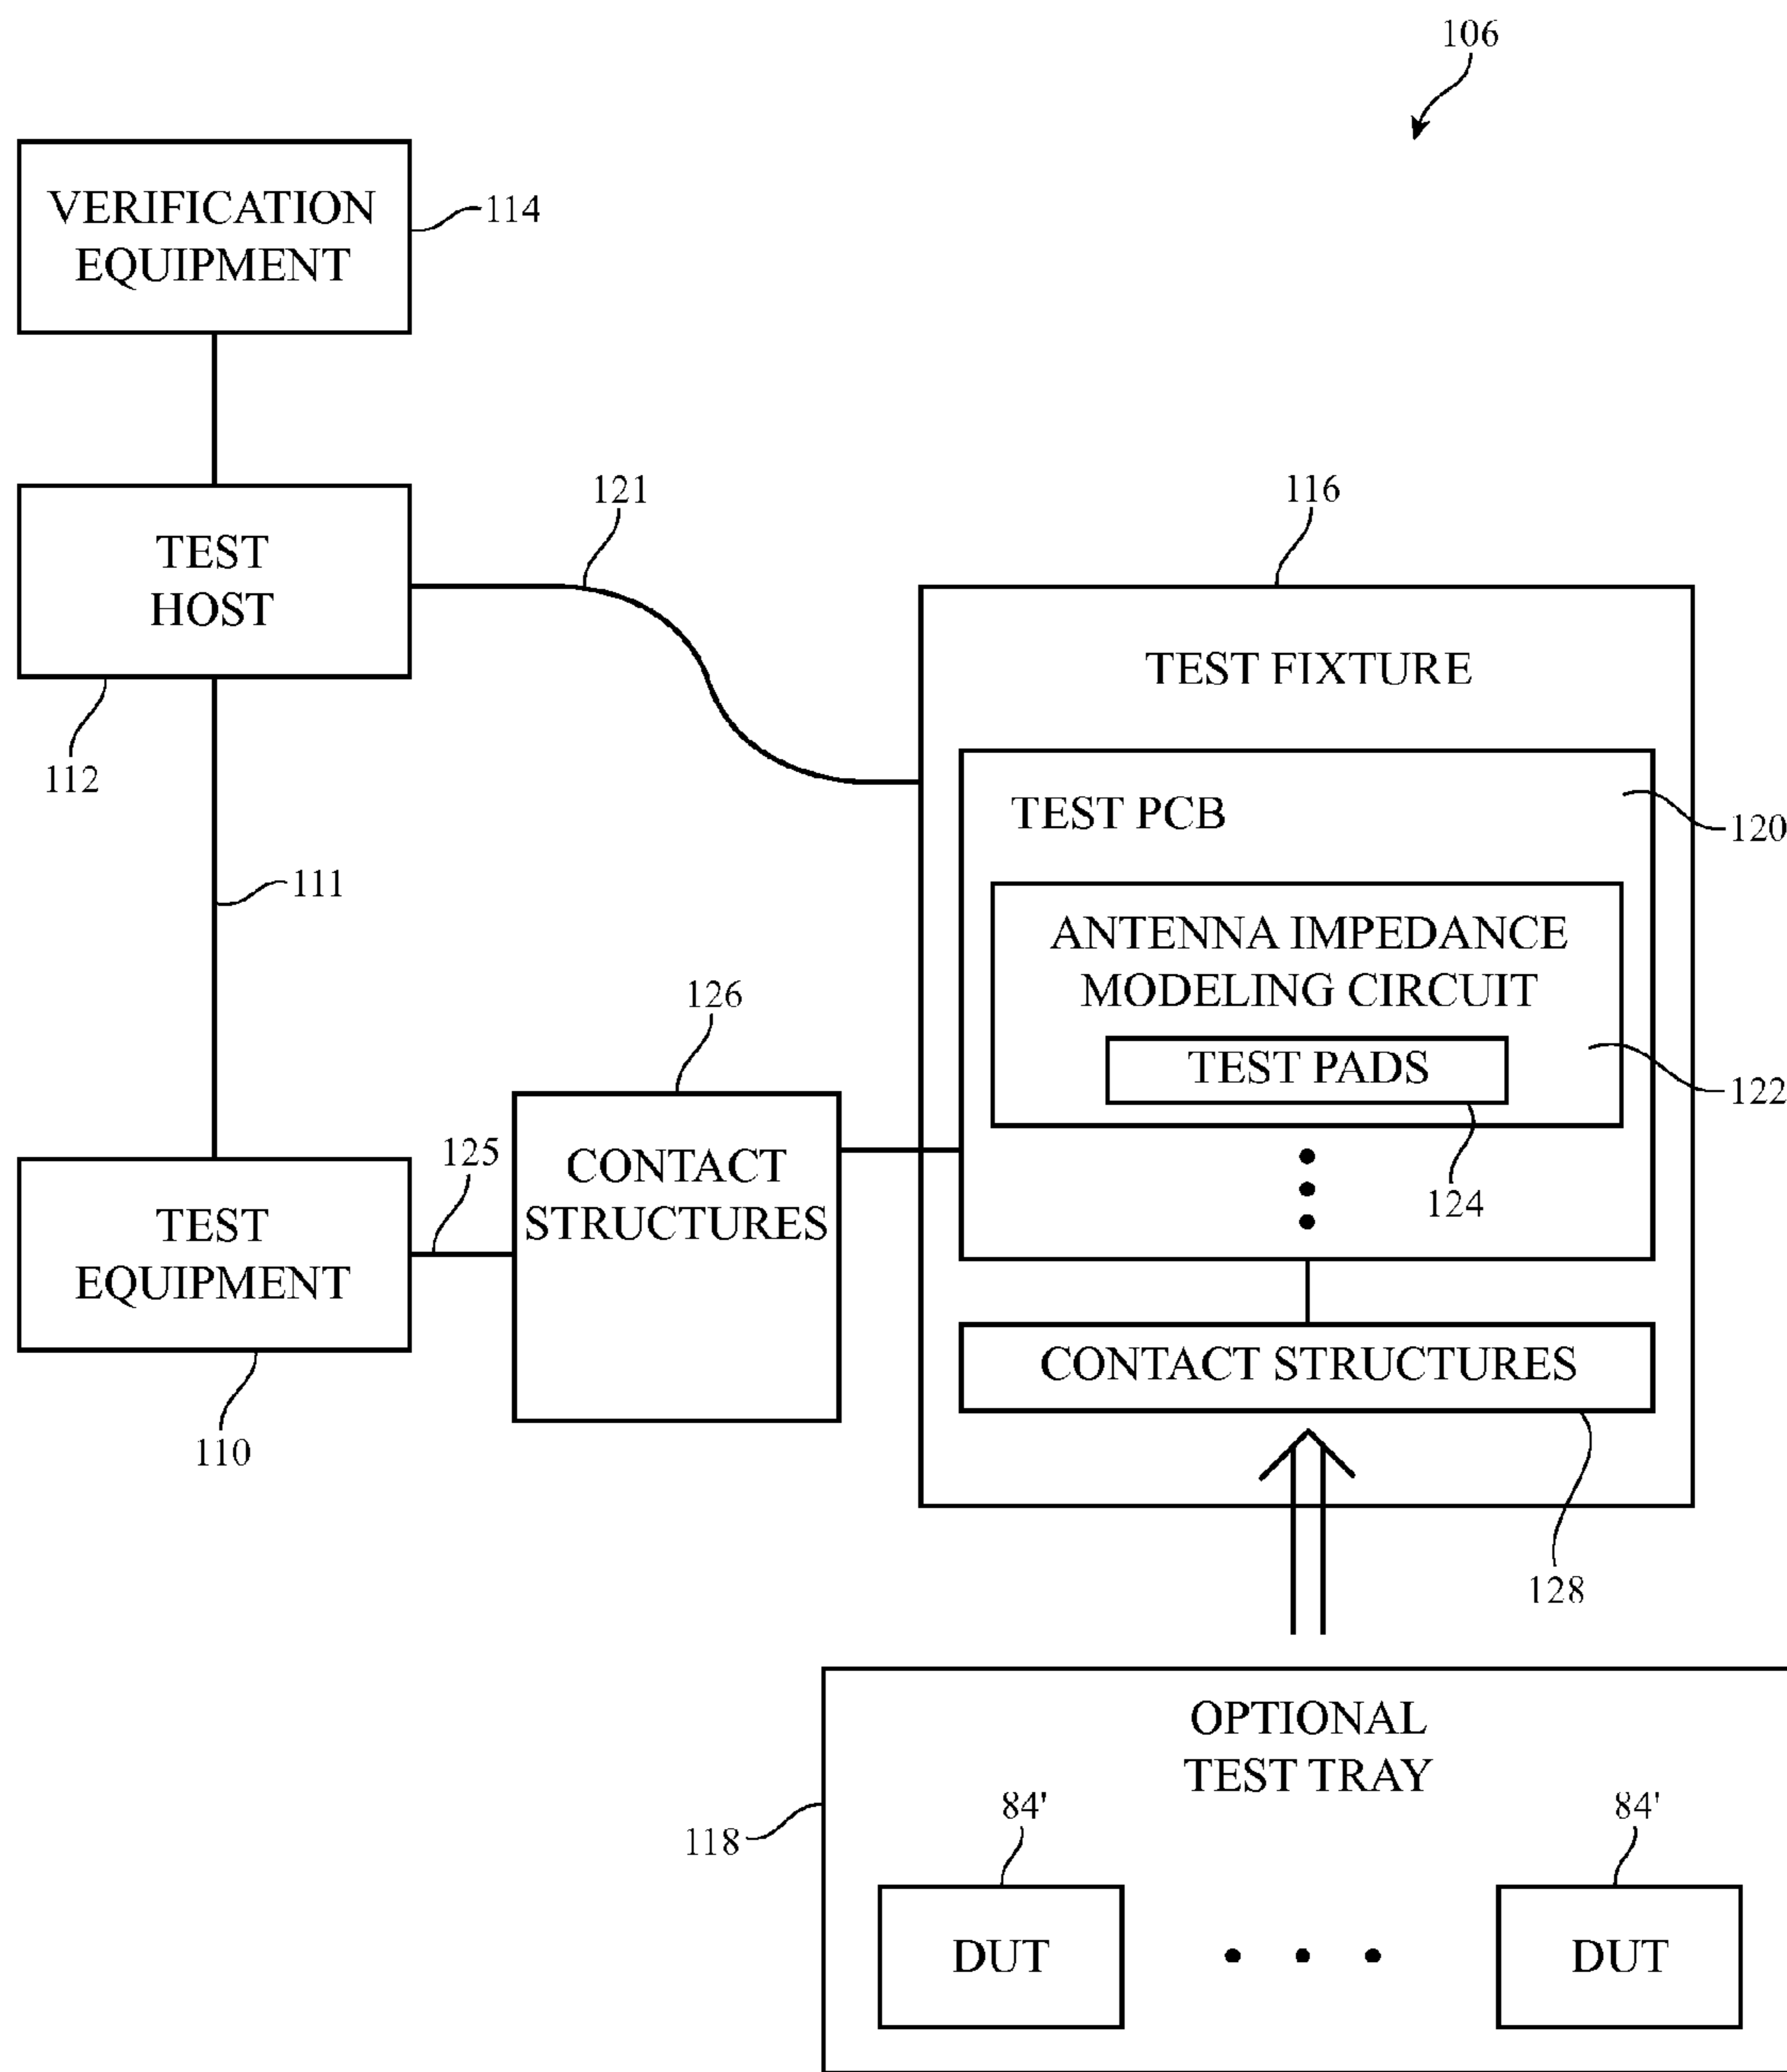 106
VERIFICATION
EQUIPMENT
114
TEST
HOST
112
121
116
TEST FIXTURE
TEST PCB
120
111
ANTENNA IMPEDANCE
MODELING CIRCUIT
122
TEST PADS
124
126
CONTACT
STRUCTURES
125
TEST
EQUIPMENT
110
CONTACT STRUCTURES
128
OPTIONAL
TEST TRAY
118
84'
84'
DUT
DUT